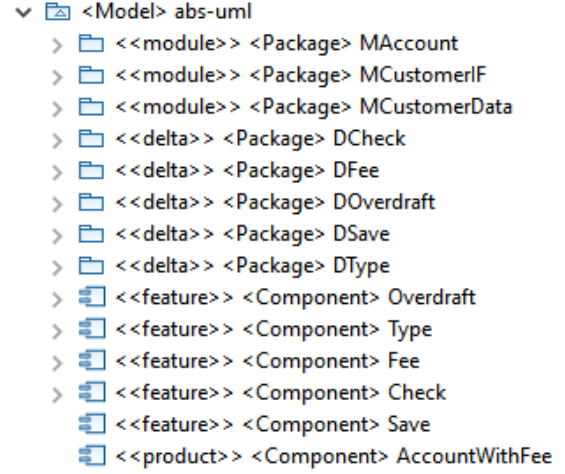 <Model> abs-uml
<<module>> <Package> MAccount
<<module>> <Package> MCustomerIF
<<module>> <Package> MCustomerData
<<delta>> <Package> DCheck
<<delta>> <Package> DFee
<<delta>> <Package> DOverdraft
<<delta>> <Package> DSave
<<delta>> <Package> DType
<<feature>> <Component> Overdraft
<<feature>> <Component> Type
<<feature>> <Component> Fee
<<feature>> <Component> Check
<<feature>> <Component> Save
<<product>> <Component> AccountWithFee